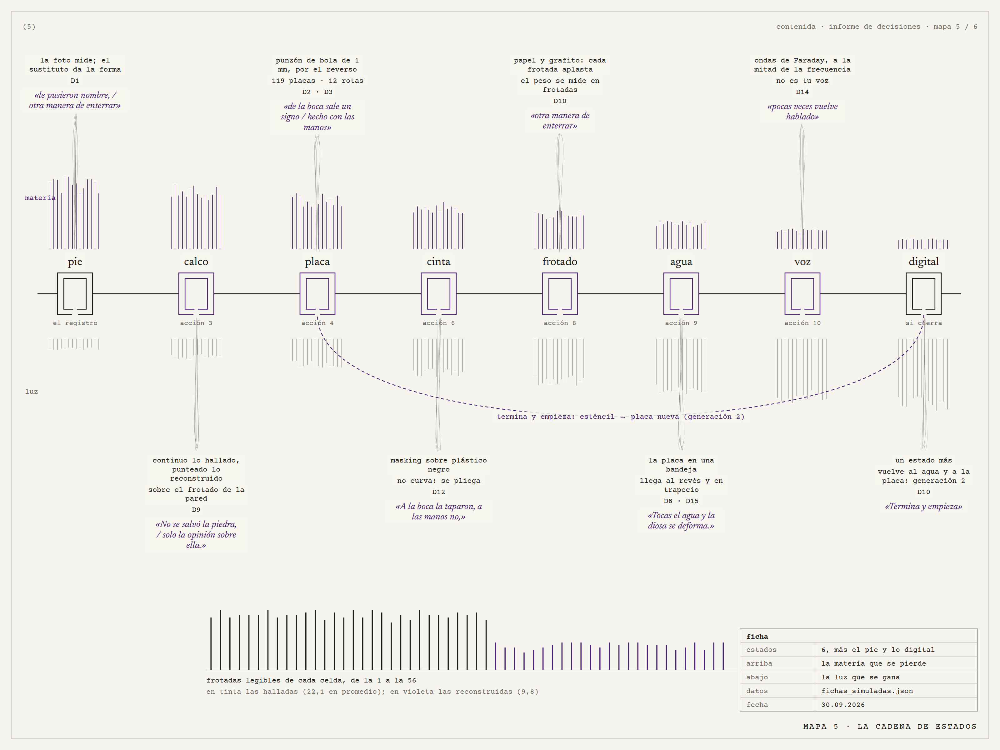 (5)
contenida · informe de decisiones · mapa 5 / 6
la foto mide; el
sustituto da la forma
D1
«le pusieron nombre, /
otra manera de enterrar»
punzón de bola de 1
mm, por el reverso
119 placas · 12 rotas
D2 · D3
«de la boca sale un
signo / hecho con las
manos»
papel y grafito: cada
frotada aplasta
el peso se mide en
frotadas
D10
«otra manera de
enterrar»
ondas de Faraday, a la
mitad de la frecuencia
no es tu voz
D14
«pocas veces vuelve
hablado»
materia
pie
calco
placa
cinta
frotado
agua
voz
digital
el registro
acción 3
acción 4
acción 6
acción 8
acción 9
acción 10
si cierra
luz
termina y empieza: esténcil → placa nueva (generación 2)
continuo lo hallado,
punteado lo
reconstruido
sobre el frotado de la
pared
D9
«No se salvó la piedra,
/ solo la opinión sobre
ella.»
masking sobre plástico
negro
no curva: se pliega
D12
«A la boca la taparon, a
las manos no,»
la placa en una
bandeja
llega al revés y en
trapecio
D8 · D15
«Tocas el agua y la
diosa se deforma.»
un estado más
vuelve al agua y a la
placa: generación 2
D10
«Termina y empieza»
frotadas legibles de cada celda, de la 1 a la 56
en tinta las halladas (22,1 en promedio); en violeta las reconstruidas (9,8)
ficha
estados 6, más el pie y lo digital
arriba la materia que se pierde
abajo la luz que se gana
datos fichas_simuladas.json
fecha 30.09.2026
MAPA 5 · LA CADENA DE ESTADOS